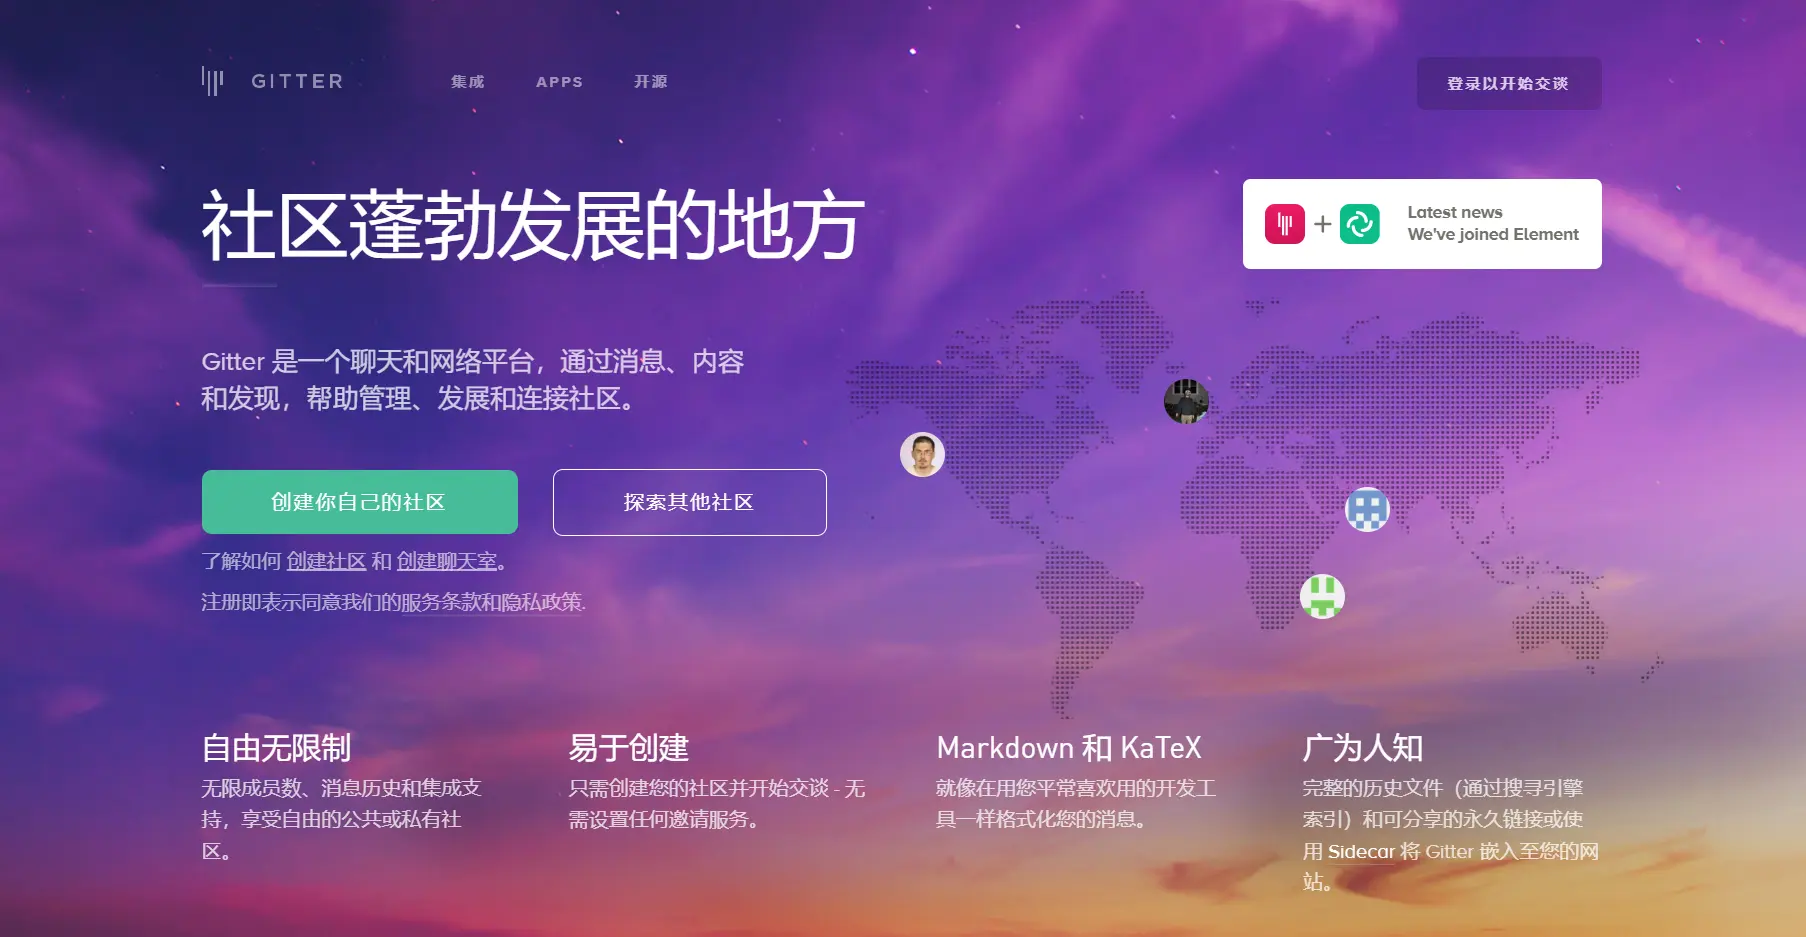 GITTER
集成
APPS
开源
登录以开始交谈
社区蓬勃发展的地方
Latest news
We've joined Element
Gitter 是一个聊天和网络平台，通过消息、内容
和发现，帮助管理、发展和连接社区。
创建你自己的社区
探索其他社区
了解如何 创建社区 和 创建聊天室。
注册即表示同意我们的服务条款和隐私政策.
自由无限制
无限成员数、消息历史和集成支
持，享受自由的公共或私有社
区。
易于创建
只需创建您的社区并开始交谈 - 无
需设置任何邀请服务。
Markdown 和 KaTeX
就像在用您平常喜欢用的开发工
具一样格式化您的消息。
广为人知
完整的历史文件（通过搜寻引擎
索引）和可分享的永久链接或使
用 Sidecar 将 Gitter 嵌入至您的网
站。